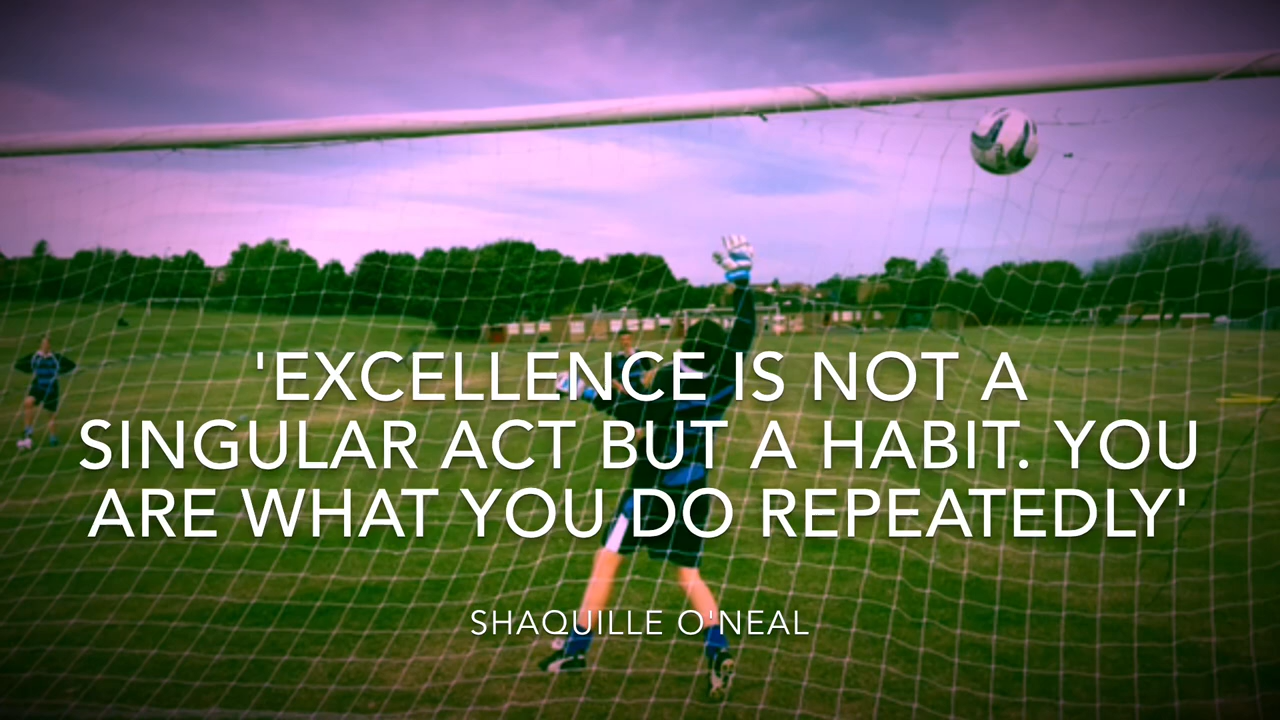 'EXCELLENCE IS NOT A
SINGULAR ACT BUT A HABIT. YOU
ARE WHAT YOU DO REPEATEDLY'
SHAQUILLE O'NEAL